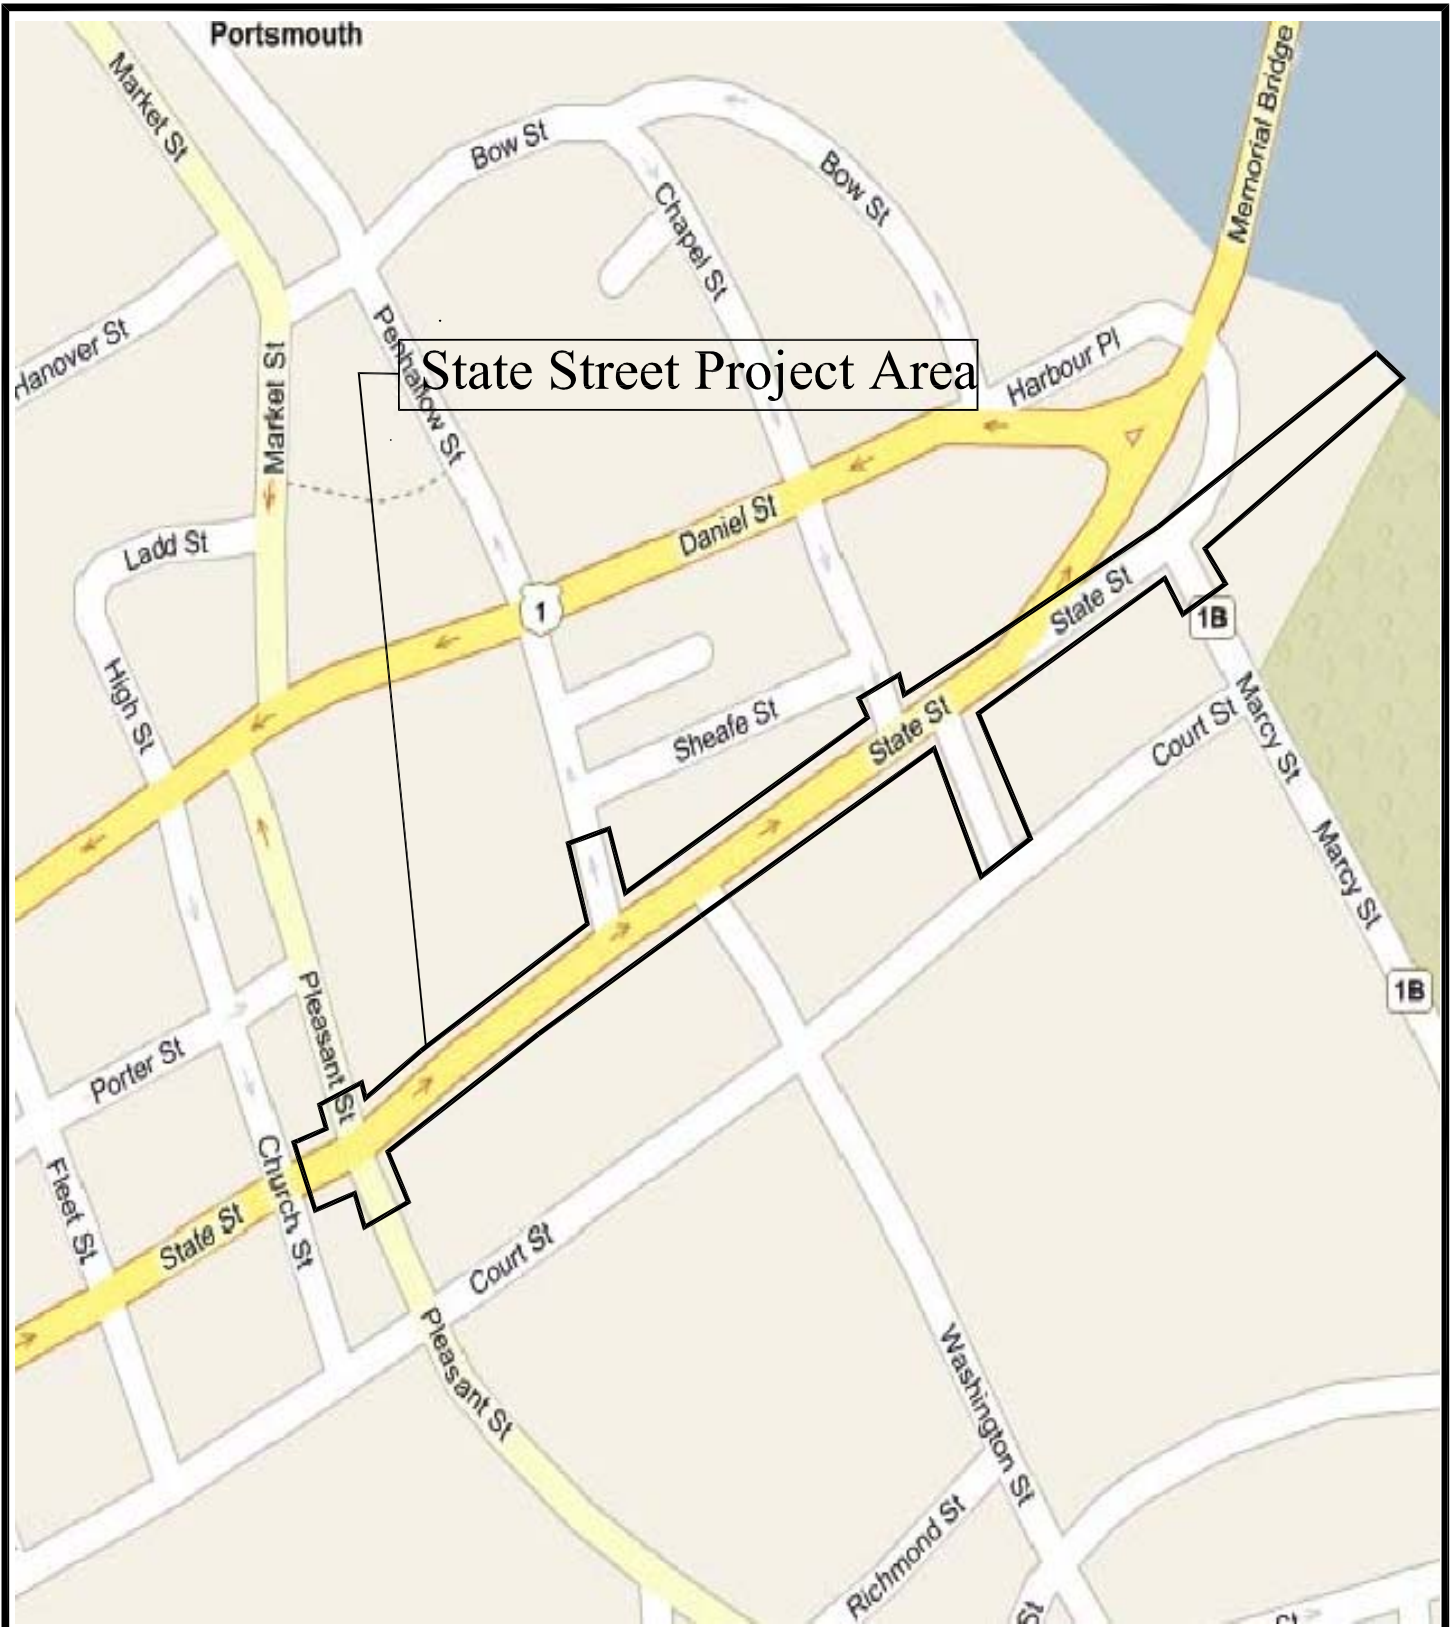 Portsmouth
Market St
Memorial Bridge
Bow St
Bow St
Chapel St
Hanover St
Penhallow St
Market St
State Street Project Area
Harbour Pl
Daniel St
Ladd St
1
State St
1B
High St
Sheafe St
State St
Court St
Marcy St
Marcy St
Pleasant St
1B
Porter St
Church St
Fleet St
State St
Court St
Pleasant St
Washington St
Richmond St
St
St